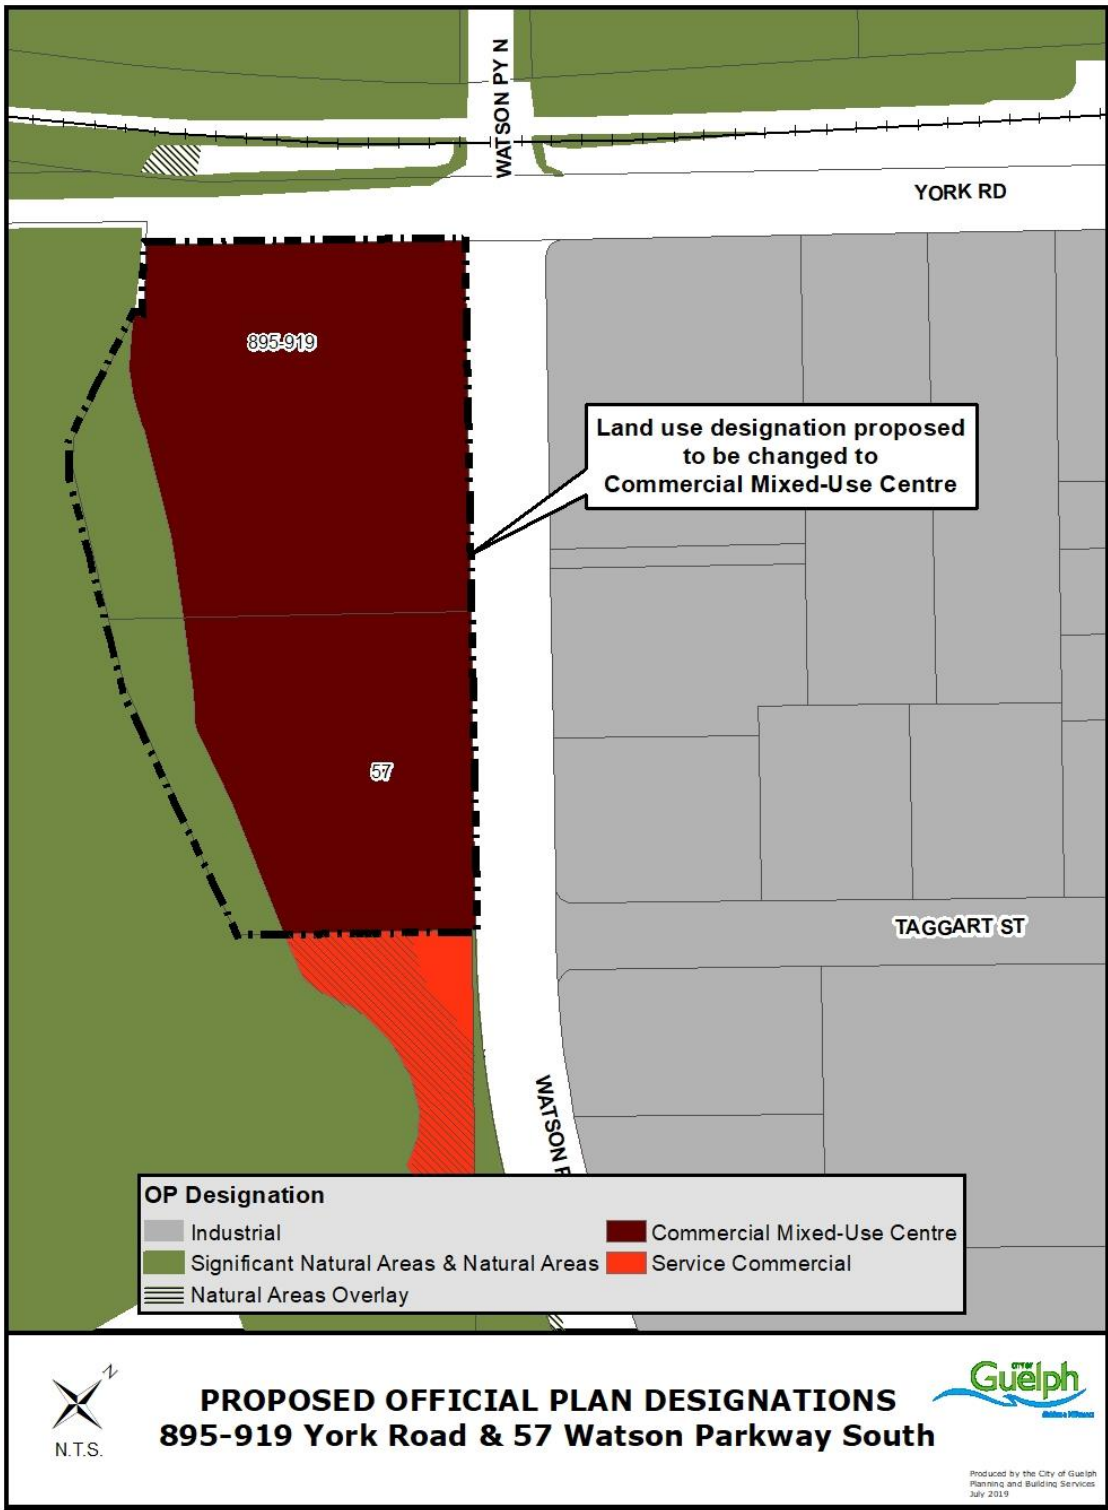 WATSON PY N
YORK RD
895-919
Land use designation proposed
to be changed to
Commercial Mixed-Use Centre
57
TAGGART ST
WATSON P
OP Designation
Industrial
Commercial Mixed-Use Centre
Significant Natural Areas & Natural Areas
Service Commercial
Natural Areas Overlay
N
N.T.S.
PROPOSED OFFICIAL PLAN DESIGNATIONS
895-919 York Road & 57 Watson Parkway South
CITY OF
Guelph
Produced by the City of Guelph
Planning and Building Services
July 2019